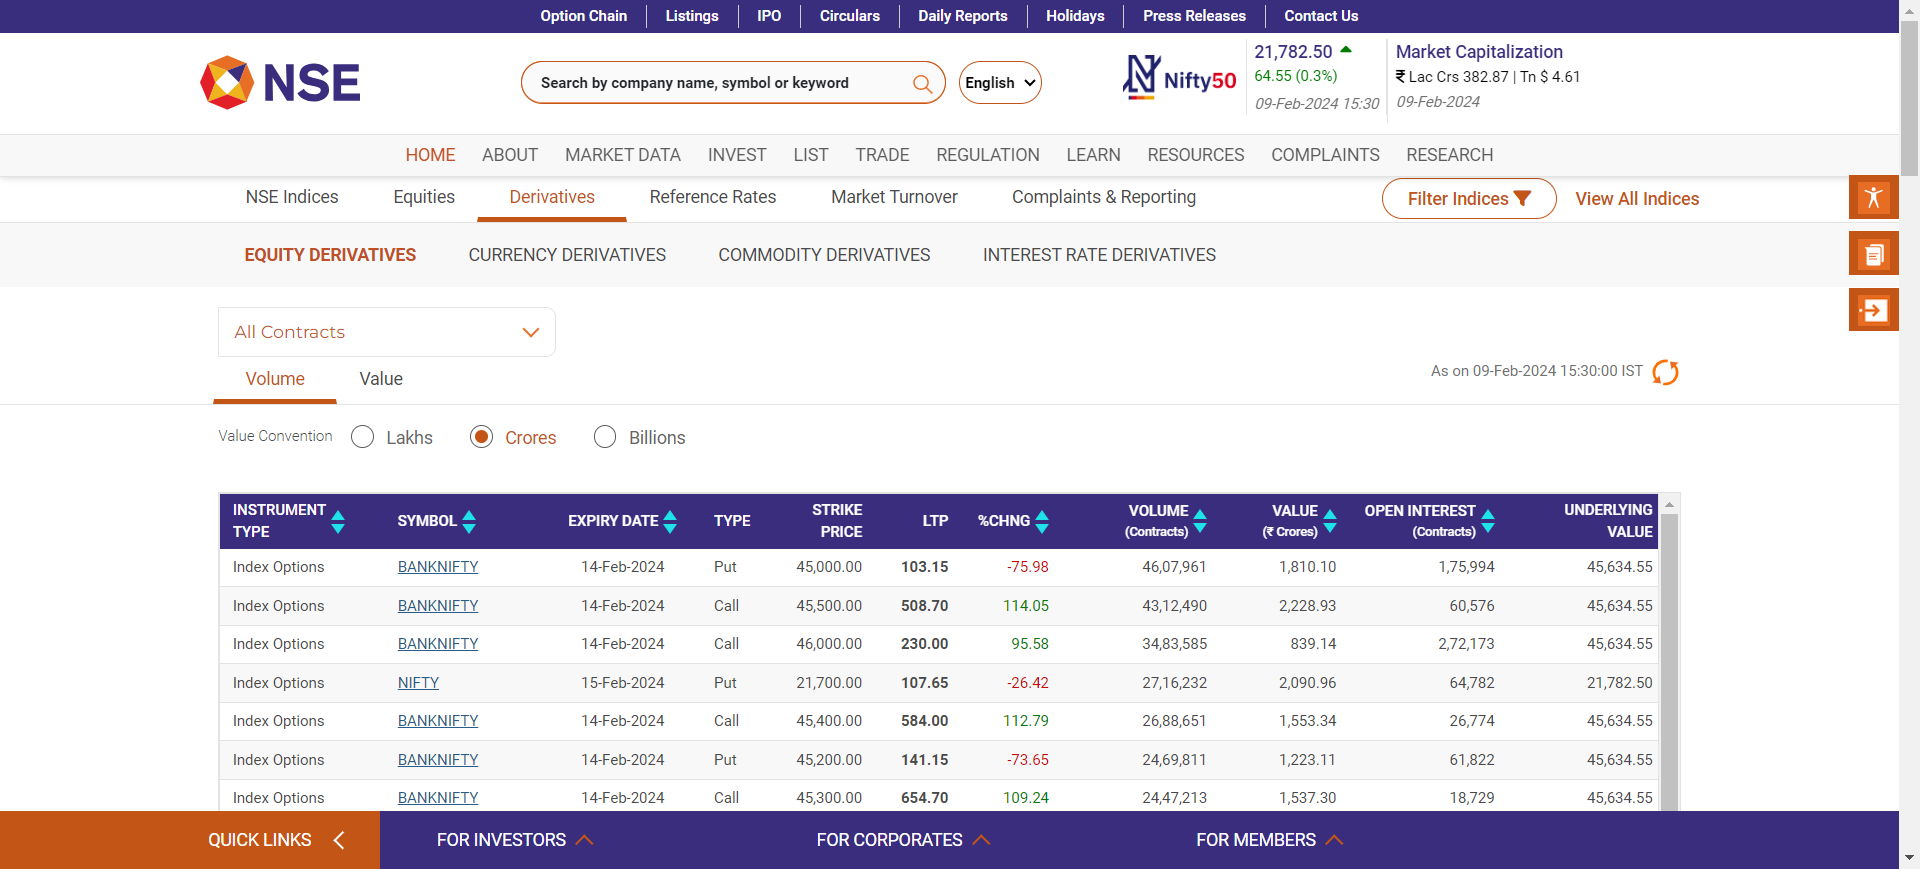 Option Chain Listings IPO Circulars Daily Reports Holidays Press Releases Contact Us
NSE
Search by company name, symbol or keyword
English
Nifty50
21,782.50
64.55 (0.3%)
09-Feb-2024 15:30
Market Capitalization
₹ Lac Crs 382.87 | Tn $ 4.61
09-Feb-2024
HOME ABOUT MARKET DATA INVEST LIST TRADE REGULATION LEARN RESOURCES COMPLAINTS RESEARCH
NSE Indices Equities Derivatives Reference Rates Market Turnover Complaints & Reporting Filter Indices View All Indices
EQUITY DERIVATIVES CURRENCY DERIVATIVES COMMODITY DERIVATIVES INTEREST RATE DERIVATIVES
All Contracts
Volume Value
As on 09-Feb-2024 15:30:00 IST
Value Convention Lakhs Crores Billions
INSTRUMENT TYPE SYMBOL EXPIRY DATE TYPE STRIKE PRICE LTP %CHNG VOLUME (Contracts) VALUE (₹ Crores) OPEN INTEREST (Contracts) UNDERLYING VALUE
Index Options BANKNIFTY 14-Feb-2024 Put 45,000.00 103.15 -75.98 46,07,961 1,810.10 1,75,994 45,634.55
Index Options BANKNIFTY 14-Feb-2024 Call 45,500.00 508.70 114.05 43,12,490 2,228.93 60,576 45,634.55
Index Options BANKNIFTY 14-Feb-2024 Call 46,000.00 230.00 95.58 34,83,585 839.14 2,72,173 45,634.55
Index Options NIFTY 15-Feb-2024 Put 21,700.00 107.65 -26.42 27,16,232 2,090.96 64,782 21,782.50
Index Options BANKNIFTY 14-Feb-2024 Call 45,400.00 584.00 112.79 26,88,651 1,553.34 26,774 45,634.55
Index Options BANKNIFTY 14-Feb-2024 Put 45,200.00 141.15 -73.65 24,69,811 1,223.11 61,822 45,634.55
Index Options BANKNIFTY 14-Feb-2024 Call 45,300.00 654.70 109.24 24,47,213 1,537.30 18,729 45,634.55
QUICK LINKS FOR INVESTORS FOR CORPORATES FOR MEMBERS